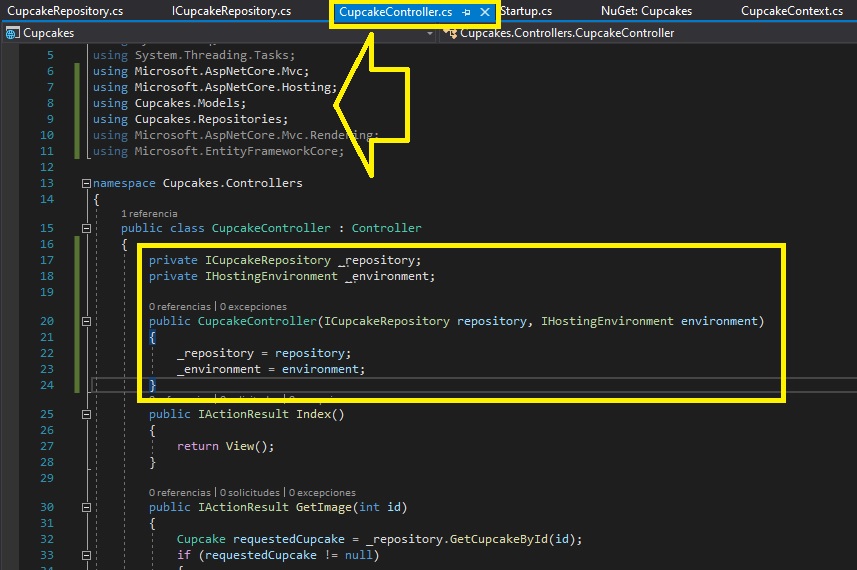 CupcakeRepository.cs ICupcakeRepository.cs CupcakeController.cs Startup.cs NuGet: Cupcakes CupcakeContext.cs
Cupcakes Cupcakes.Controllers.CupcakeController
5 using System.Threading.Tasks;
6 using Microsoft.AspNetCore.Mvc;
7 using Microsoft.AspNetCore.Hosting;
8 using Cupcakes.Models;
9 using Cupcakes.Repositories;
10 using Microsoft.AspNetCore.Mvc.Rendering;
11 using Microsoft.EntityFrameworkCore;
12
13 namespace Cupcakes.Controllers
14 {
1 referencia
15 public class CupcakeController : Controller
16 {
17 private ICupcakeRepository _repository;
18 private IHostingEnvironment _environment;
19
0 referencias | 0 excepciones
20 public CupcakeController(ICupcakeRepository repository, IHostingEnvironment environment)
21 {
22 _repository = repository;
23 _environment = environment;
24 }
25 public IActionResult Index()
26 {
27 return View();
28 }
29
0 referencias | 0 solicitudes | 0 excepciones
30 public IActionResult GetImage(int id)
31 {
32 Cupcake requestedCupcake = _repository.GetCupcakeById(id);
33 if (requestedCupcake != null)